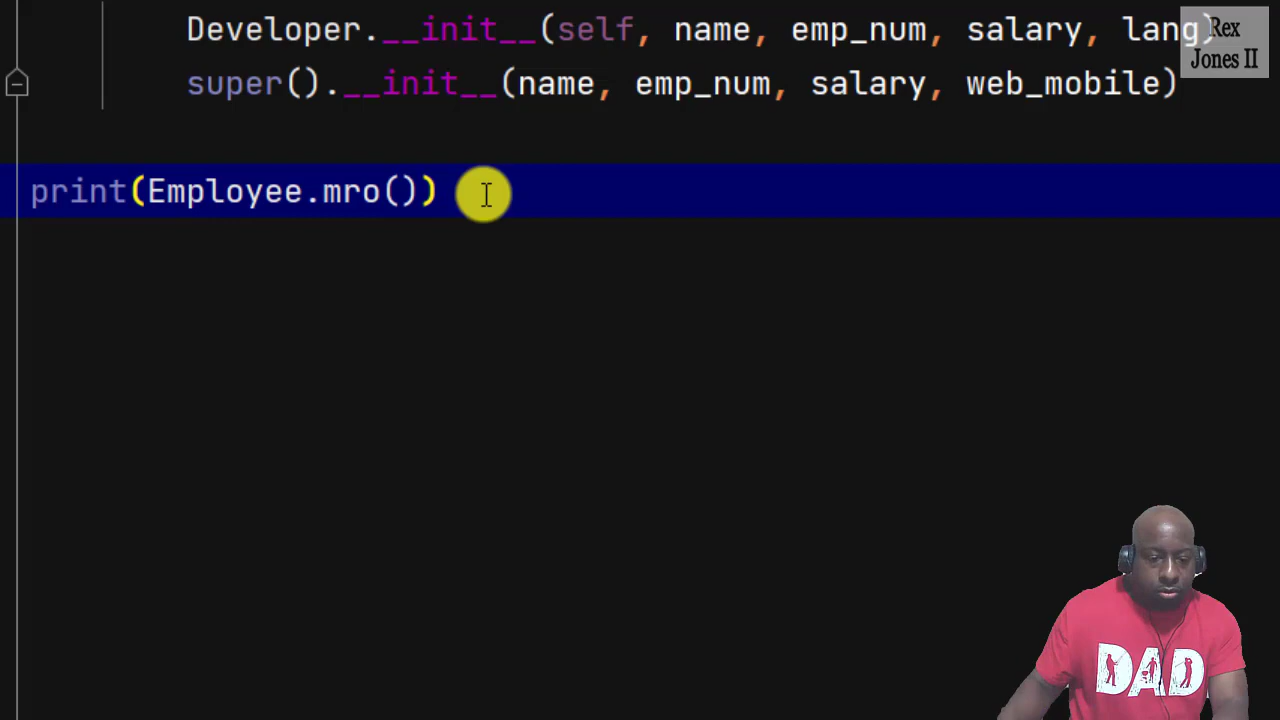 Developer.__init__(self, name, emp_num, salary, lang)
super().__init__(name, emp_num, salary, web_mobile)
print(Employee.mro())
Rex
Jones II
DAD